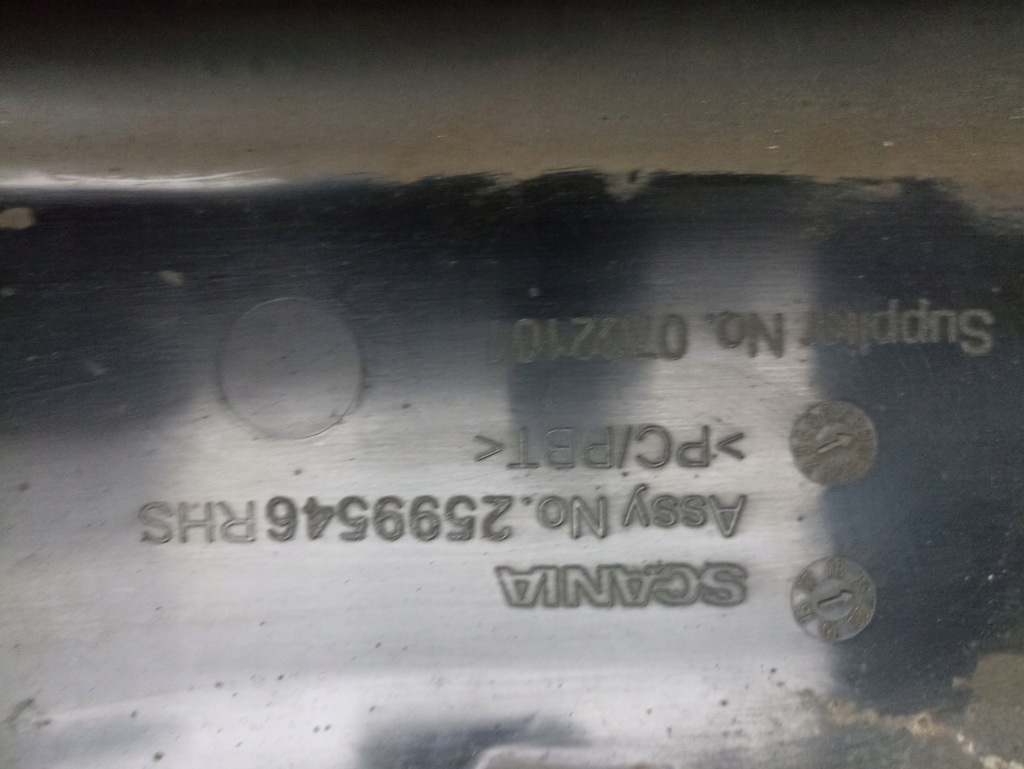 SCANIA
Assy No. 2599546 RHS
>PC/PBT<
Supplier No.